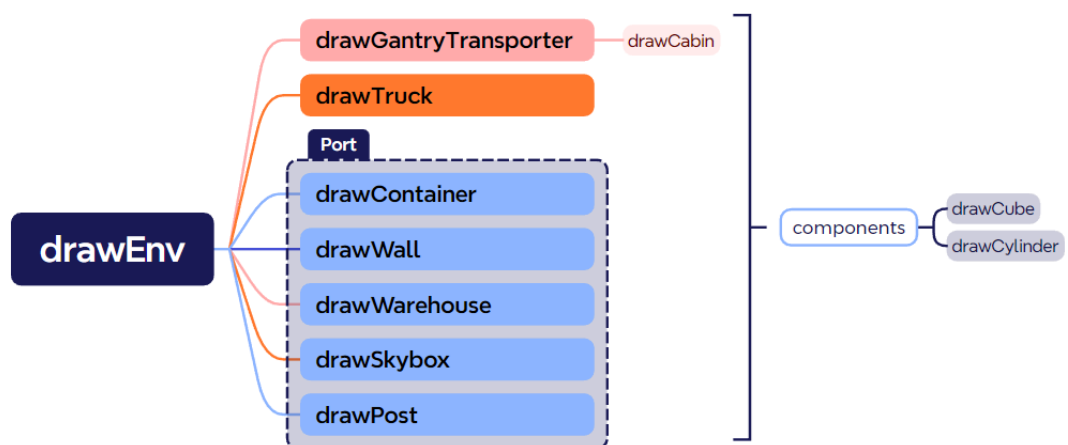 drawGantryTransporter
drawCabin
drawTruck
Port
drawContainer
drawEnv
drawWall
drawWarehouse
drawSkybox
drawPost
components
drawCube
drawCylinder